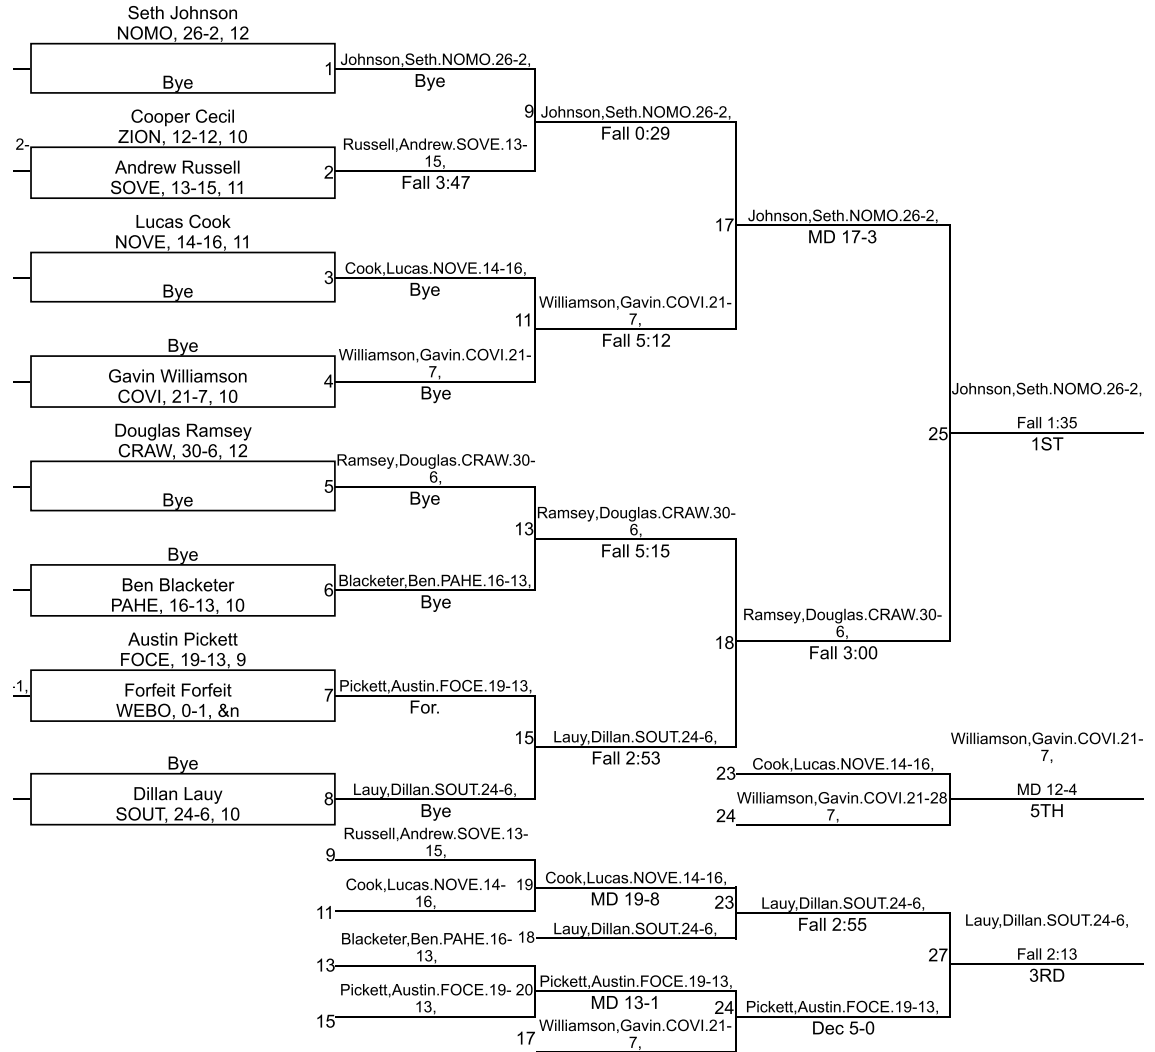 Seth Johnson
NOMO, 26-2, 12
Bye
1
Johnson,Seth.NOMO.26-2,
Bye
Cooper Cecil
ZION, 12-12, 10
2-
Andrew Russell
SOVE, 13-15, 11
2
Russell,Andrew.SOVE.13-
15,
Fall 3:47
9
Johnson,Seth.NOMO.26-2,
Fall 0:29
Lucas Cook
NOVE, 14-16, 11
Bye
3
Cook,Lucas.NOVE.14-16,
Bye
Bye
Gavin Williamson
COVI, 21-7, 10
4
Williamson,Gavin.COVI.21-
7,
Bye
11
Williamson,Gavin.COVI.21-
7,
Fall 5:12
17
Johnson,Seth.NOMO.26-2,
MD 17-3
Douglas Ramsey
CRAW, 30-6, 12
Bye
5
Ramsey,Douglas.CRAW.30-
6,
Bye
Bye
Ben Blacketer
PAHE, 16-13, 10
6
Blacketer,Ben.PAHE.16-13,
Bye
13
Ramsey,Douglas.CRAW.30-
6,
Fall 5:15
Austin Pickett
FOCE, 19-13, 9
-1,
Forfeit Forfeit
WEBO, 0-1, &n
7
Pickett,Austin.FOCE.19-13,
For.
Bye
Dillan Lauy
SOUT, 24-6, 10
8
Lauy,Dillan.SOUT.24-6,
Bye
15
Lauy,Dillan.SOUT.24-6,
Fall 2:53
18
Ramsey,Douglas.CRAW.30-
6,
Fall 3:00
25
Johnson,Seth.NOMO.26-2,
Fall 1:35
1ST
23
Cook,Lucas.NOVE.14-16,
24
Williamson,Gavin.COVI.21-
7,
28
Williamson,Gavin.COVI.21-
7,
MD 12-4
5TH
9
Russell,Andrew.SOVE.13-
15,
11
Cook,Lucas.NOVE.14-
16,
19
Cook,Lucas.NOVE.14-16,
MD 19-8
18
Lauy,Dillan.SOUT.24-6,
23
Lauy,Dillan.SOUT.24-6,
Fall 2:55
13
Blacketer,Ben.PAHE.16-
13,
15
Pickett,Austin.FOCE.19-
13,
20
Pickett,Austin.FOCE.19-13,
MD 13-1
17
Williamson,Gavin.COVI.21-
7,
24
Pickett,Austin.FOCE.19-13,
Dec 5-0
27
Lauy,Dillan.SOUT.24-6,
Fall 2:13
3RD